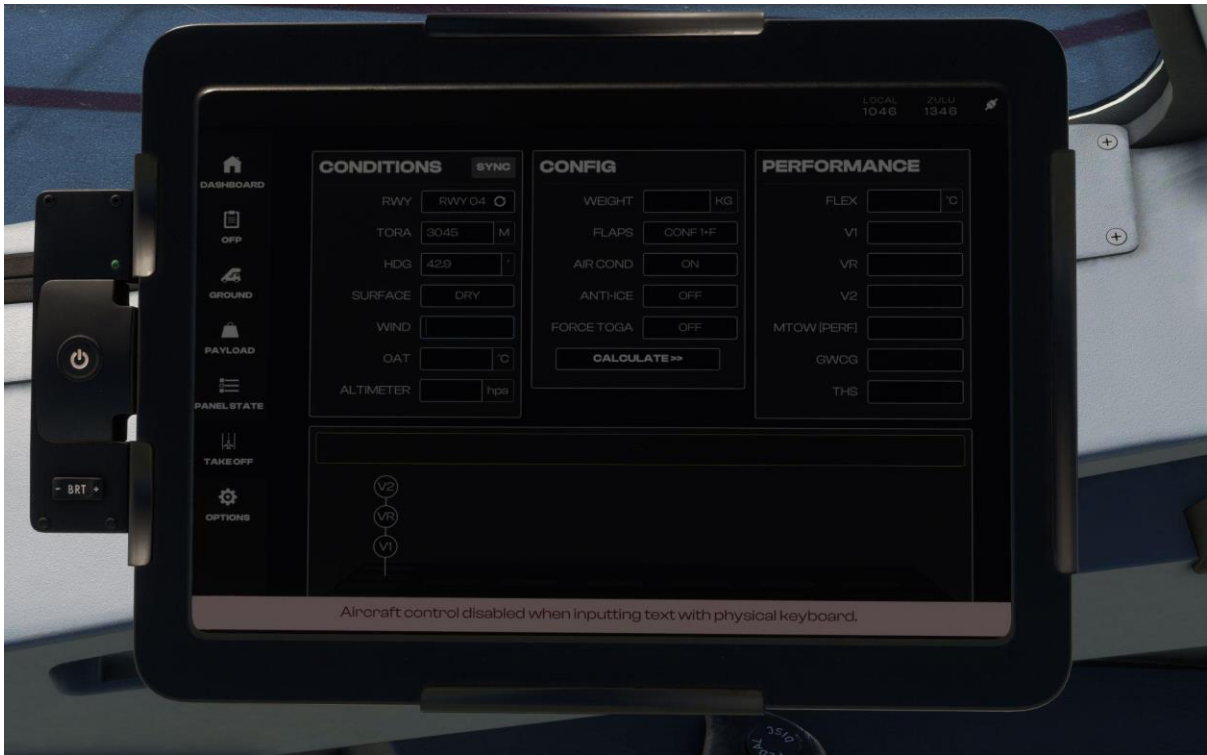 LOCAL ZULU
1046 1346
DASHBOARD
OFP
GROUND
PAYLOAD
PANEL STATE
TAKE OFF
OPTIONS
- BRT +
CONDITIONS SYNC
RWY RWY 04
TORA 3045 M
HDG 42.9 °
SURFACE DRY
WIND
OAT °C
ALTIMETER hpa
CONFIG
WEIGHT KG
FLAPS CONF 1+F
AIR COND ON
ANTI-ICE OFF
FORCE TOGA OFF
CALCULATE >>
PERFORMANCE
FLEX °C
V1
VR
V2
MTOW [PERF]
GWCG
THS
V2
VR
V1
Aircraft control disabled when inputting text with physical keyboard.